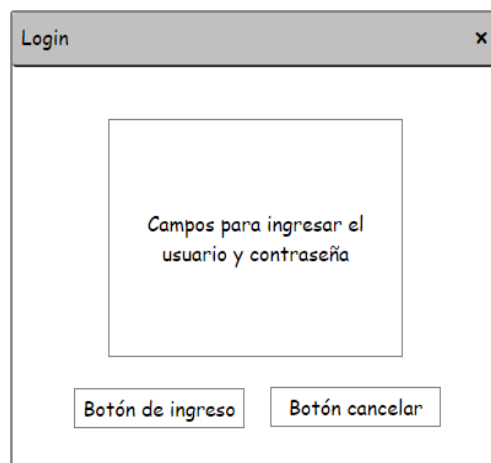 Login ×
Campos para ingresar el
usuario y contraseña
Botón de ingreso Botón cancelar